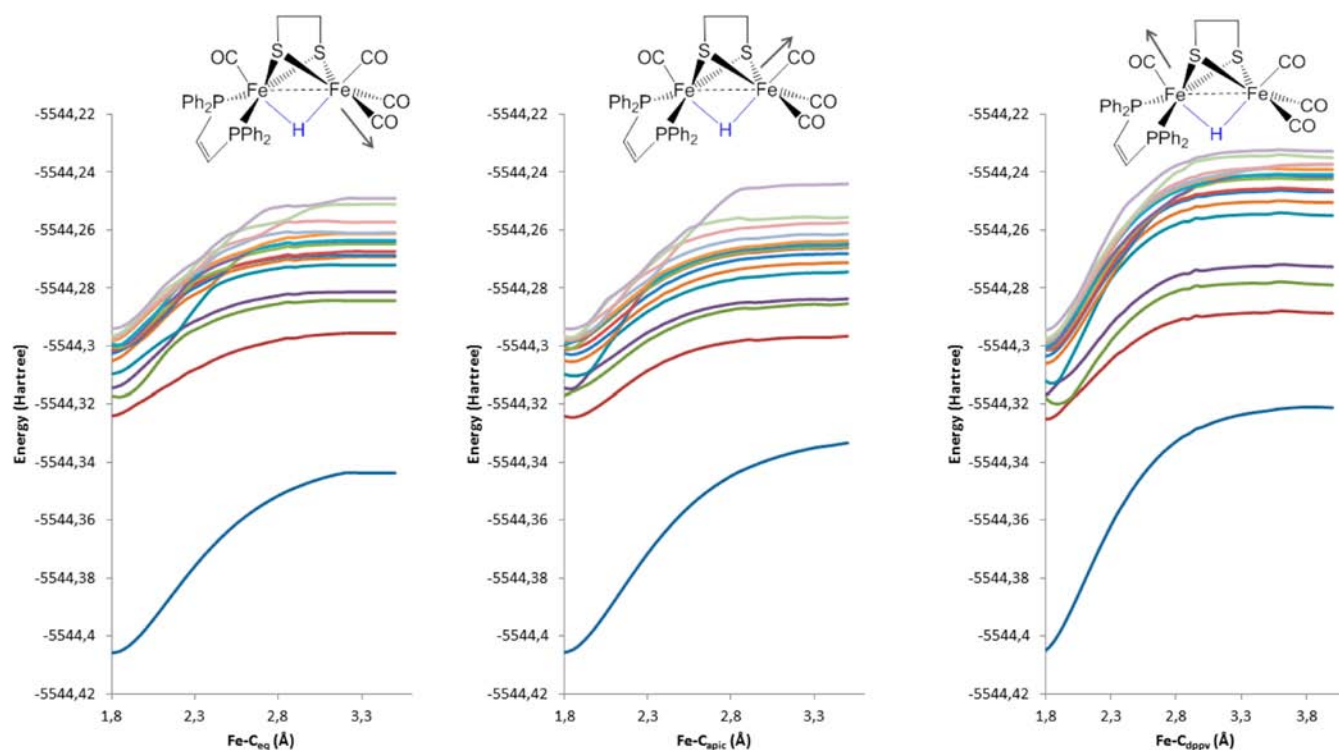 S S
OC CO
Fe Fe
Ph2P CO
H CO
PPh2
-5544,22
-5544,24
-5544,26
-5544,28
-5544,3
-5544,32
-5544,34
-5544,36
-5544,38
-5544,4
-5544,42
Energy (Hartree)
1,8 2,3 2,8 3,3
Fe-Ceq (Å)
S S
OC CO
Fe Fe
Ph2P CO
H CO
PPh2
-5544,22
-5544,24
-5544,26
-5544,28
-5544,3
-5544,32
-5544,34
-5544,36
-5544,38
-5544,4
-5544,42
Energy (Hartree)
1,8 2,3 2,8 3,3
Fe-Capic (Å)
S S
OC CO
Fe Fe
Ph2P CO
H CO
PPh2
-5544,22
-5544,24
-5544,26
-5544,28
-5544,3
-5544,32
-5544,34
-5544,36
-5544,38
-5544,4
-5544,42
Energy (Hartree)
1,8 2,3 2,8 3,3 3,8
Fe-Cdppv (Å)